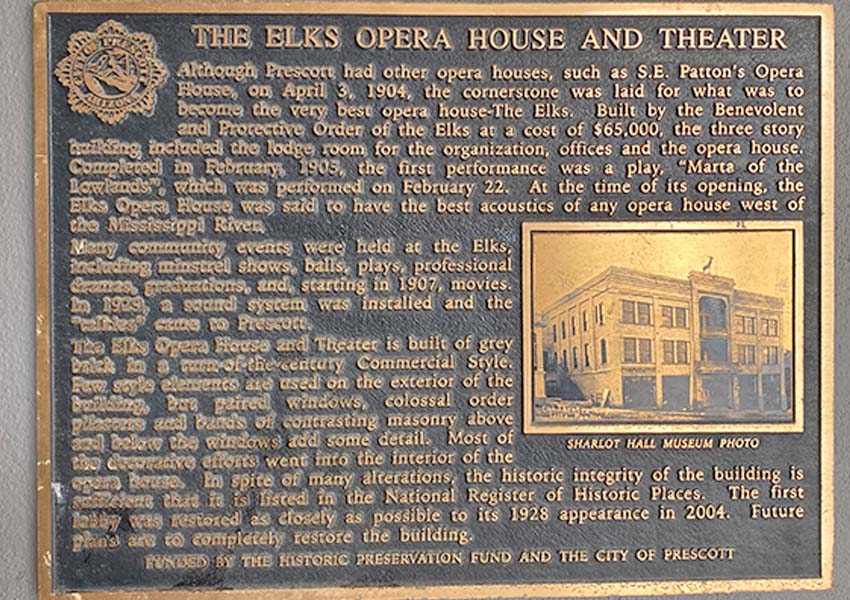 THE ELKS OPERA HOUSE AND THEATER
CITY OF PRESCOTT
ARIZONA
Although Prescott had other opera houses, such as S.E. Patton's Opera
House, on April 3, 1904, the cornerstone was laid for what was to
become the very best opera house-The Elks. Built by the Benevolent
and Protective Order of the Elks at a cost of $65,000, the three story
building included the lodge room for the organization, offices and the opera house.
Completed in February, 1905, the first performance was a play, "Marta of the
Lowlands", which was performed on February 22. At the time of its opening, the
Elks Opera House was said to have the best acoustics of any opera house west of
the Mississippi River.
Many community events were held at the Elks,
including minstrel shows, balls, plays, professional
dramas, graduations, and, starting in 1907, movies.
In 1929, a sound system was installed and the
"talkies" came to Prescott.
The Elks Opera House and Theater is built of grey
brick in a turn-of-the-century Commercial Style.
Few style elements are used on the exterior of the
building, but paired windows, colossal order
pilasters and bands of contrasting masonry above
and below the windows add some detail. Most of
the decorative efforts went into the interior of the
opera house. In spite of many alterations, the historic integrity of the building is
sufficient that it is listed in the National Register of Historic Places. The first
lobby was restored as closely as possible to its 1928 appearance in 2004. Future
plans are to completely restore the building.
SHARLOT HALL MUSEUM PHOTO
FUNDED BY THE HISTORIC PRESERVATION FUND AND THE CITY OF PRESCOTT